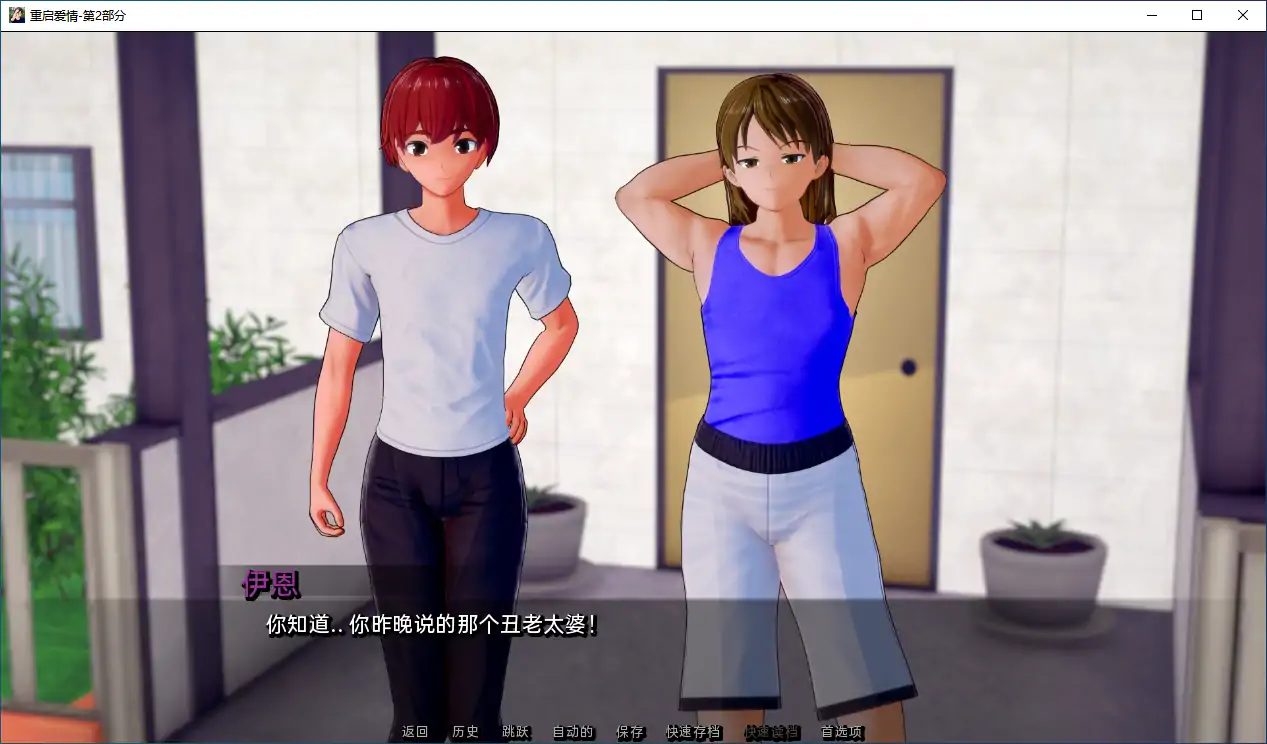 重启爱情-第2部分
伊恩
你知道..你昨晚说的那个丑老太婆!
返回 历史 跳跃 自动的 保存 快速存档 快速读档 首选项